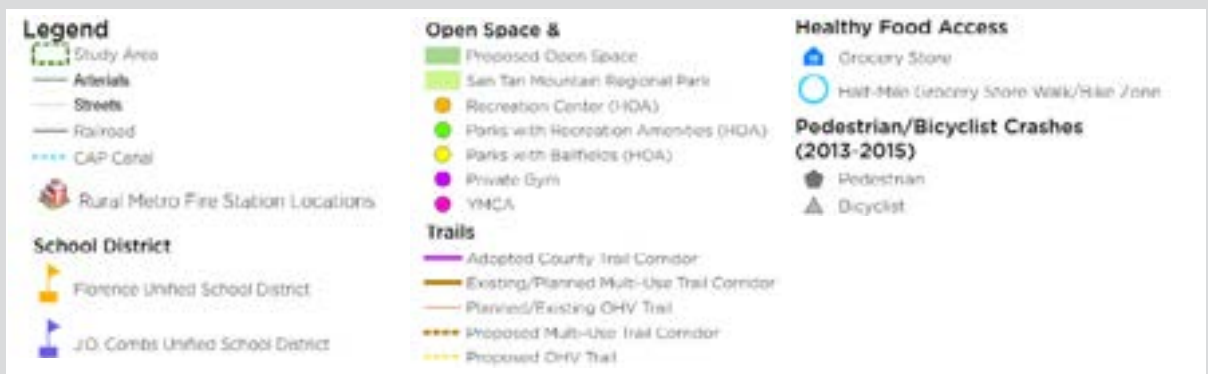 Legend
Study Area
Arterials
Streets
Railroad
CAP Canal
Rural Metro Fire Station Locations
School District
Florence Unified School District
J.O. Combs Unified School District
Open Space &
Proposed Open Space
San Tan Mountain Regional Park
Recreation Center (HOA)
Parks with Recreation Amenities (HOA)
Parks with Ballfields (HOA)
Private Gym
YMCA
Trails
Adopted County Trail Corridor
Existing/Planned Multi-Use Trail Corridor
Planned/Existing OHV Trail
Proposed Multi-Use Trail Corridor
Proposed OHV Trail
Healthy Food Access
Grocery Store
Half-Mile Grocery Store Walk/Bike Zone
Pedestrian/Bicyclist Crashes
(2013-2015)
Pedestrian
Bicyclist